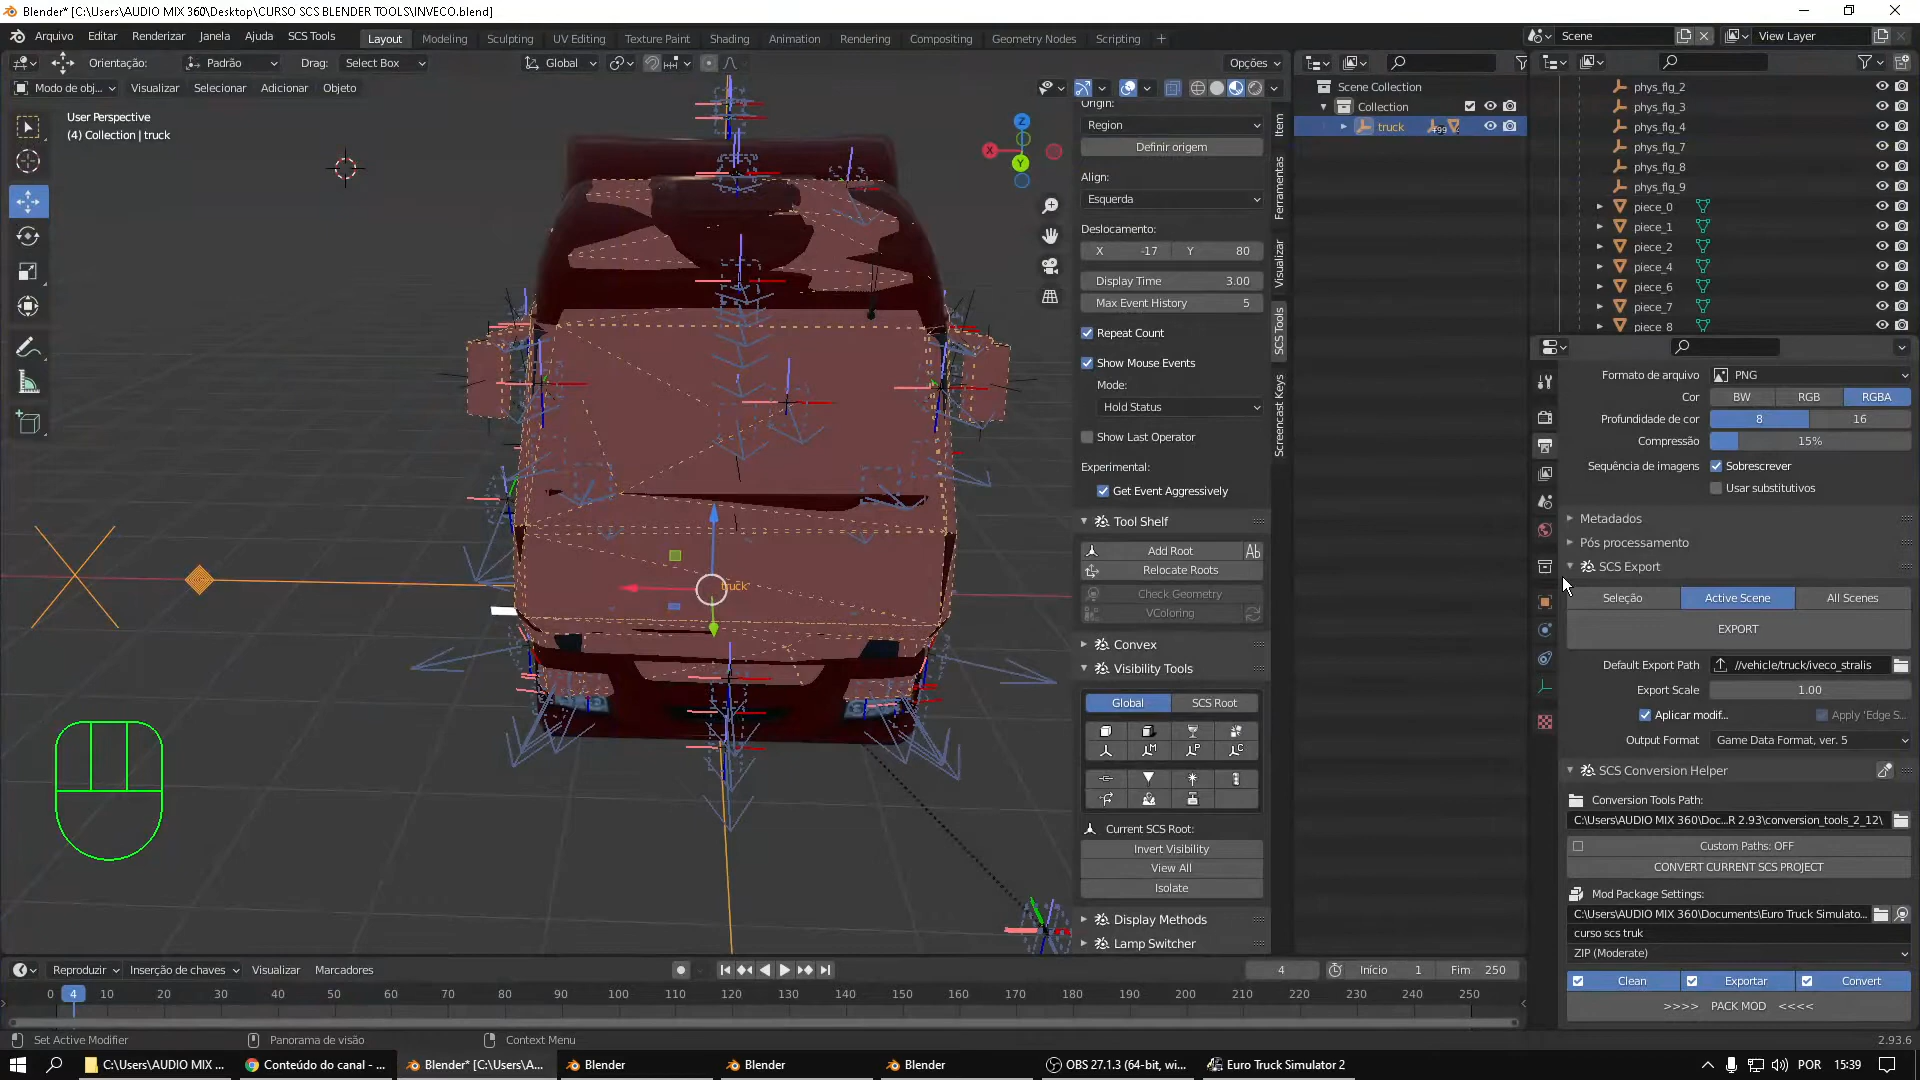 Blender* [C:\Users\AUDIO MIX 360\Desktop\CURSO SCS BLENDER TOOLS\INVECO.blend]
Arquivo Editar Renderizar Janela Ajuda SCS Tools Layout Modeling Sculpting UV Editing Texture Paint Shading Animation Rendering Compositing Geometry Nodes Scripting + Scene View Layer
Orientação: Padrão Drag: Select Box Global Opções
Modo de obj... Visualizar Selecionar Adicionar Objeto
User Perspective
(4) Collection | truck
truck
Z
X
Y
Origin:
Region
Definir origem
Align:
Esquerda
Deslocamento:
X -17 Y 80
Display Time 3.00
Max Event History 5
Repeat Count
Show Mouse Events
Mode:
Hold Status
Show Last Operator
Experimental:
Get Event Aggressively
Tool Shelf
Add Root Ab
Relocate Roots
Check Geometry
VColoring
Convex
Visibility Tools
Global SCS Root
M P C
Current SCS Root:
Invert Visibility
View All
Isolate
Display Methods
Lamp Switcher
Item
Ferramentas
Visualizar
SCS Tools
Screencast Keys
Scene Collection
Collection
truck
phys_flg_2
phys_flg_3
phys_flg_4
phys_flg_7
phys_flg_8
phys_flg_9
piece_0
piece_1
piece_2
piece_4
piece_6
piece_7
piece_8
Formato de arquivo PNG
Cor BW RGB RGBA
Profundidade de cor 8 16
Compressão 15%
Sequência de imagens Sobrescrever
Usar substitutivos
Metadados
Pós processamento
SCS Export
Seleção Active Scene All Scenes
EXPORT
Default Export Path //vehicle/truck/iveco_stralis
Export Scale 1.00
Aplicar modif... Apply 'Edge S...
Output Format Game Data Format, ver. 5
SCS Conversion Helper
Conversion Tools Path:
C:\Users\AUDIO MIX 360\Doc...R 2.93\conversion_tools_2_12\
Custom Paths: OFF
CONVERT CURRENT SCS PROJECT
Mod Package Settings:
C:\Users\AUDIO MIX 360\Documents\Euro Truck Simulato...
curso scs truk
ZIP (Moderate)
Clean Exportar Convert
>>>> PACK MOD <<<<
Reproduzir Inserção de chaves Visualizar Marcadores 4 Início 1 Fim 250
0 4 10 20 30 40 50 60 70 80 90 100 110 120 130 140 150 160 170 180 190 200 210 220 230 240 250
Set Active Modifier Panorama de visão Context Menu 2.93.6
C:\Users\AUDIO MIX ... Conteúdo do canal - ... Blender* [C:\Users\A... Blender Blender Blender OBS 27.1.3 (64-bit, wi... Euro Truck Simulator 2 POR 15:39